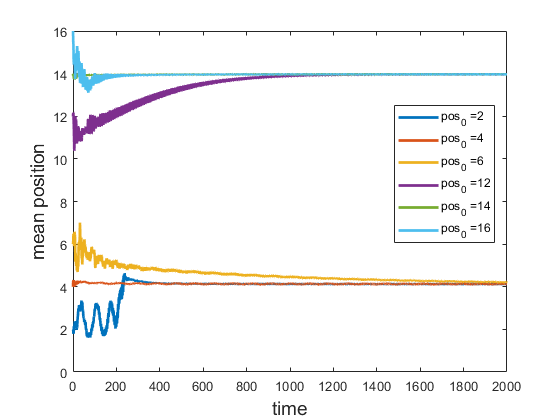 16
14
12
10
8
6
4
2
0
mean position
pos0 =2
pos0 =4
pos0 =6
pos0 =12
pos0 =14
pos0 =16
0 200 400 600 800 1000 1200 1400 1600 1800 2000
time